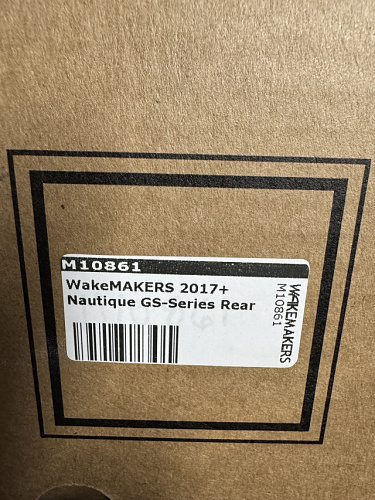 M10861
WakeMAKERS 2017+
Nautique GS-Series Rear
WAKEMAKERS
M10861